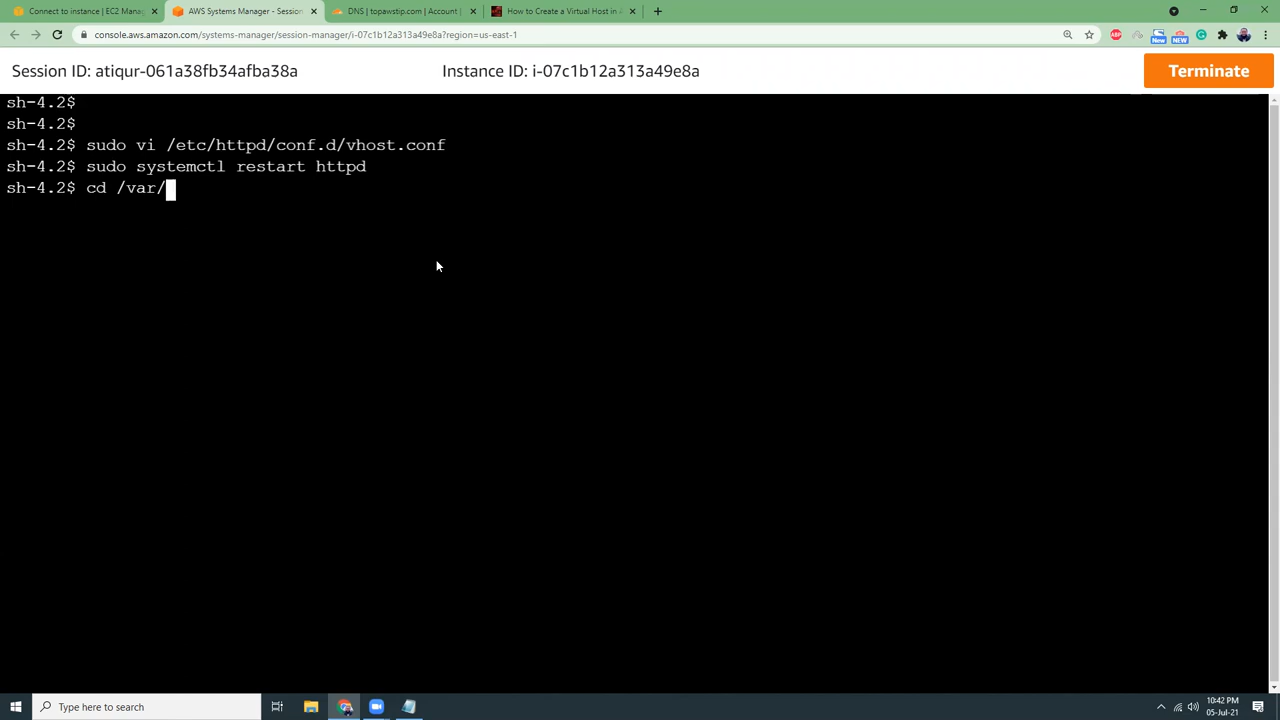 Connect to instance | EC2 Manag
AWS Systems Manager - Session
DNS | topawstip.com | Account |
How to Create a Virtual Host in A
console.aws.amazon.com/systems-manager/session-manager/i-07c1b12a313a49e8a?region=us-east-1
ABP
New
NEW
Session ID: atiqur-061a38fb34afba38a
Instance ID: i-07c1b12a313a49e8a
Terminate
sh-4.2$
sh-4.2$
sh-4.2$ sudo vi /etc/httpd/conf.d/vhost.conf
sh-4.2$ sudo systemctl restart httpd
sh-4.2$ cd /var/
Type here to search
10:42 PM
05-Jul-21